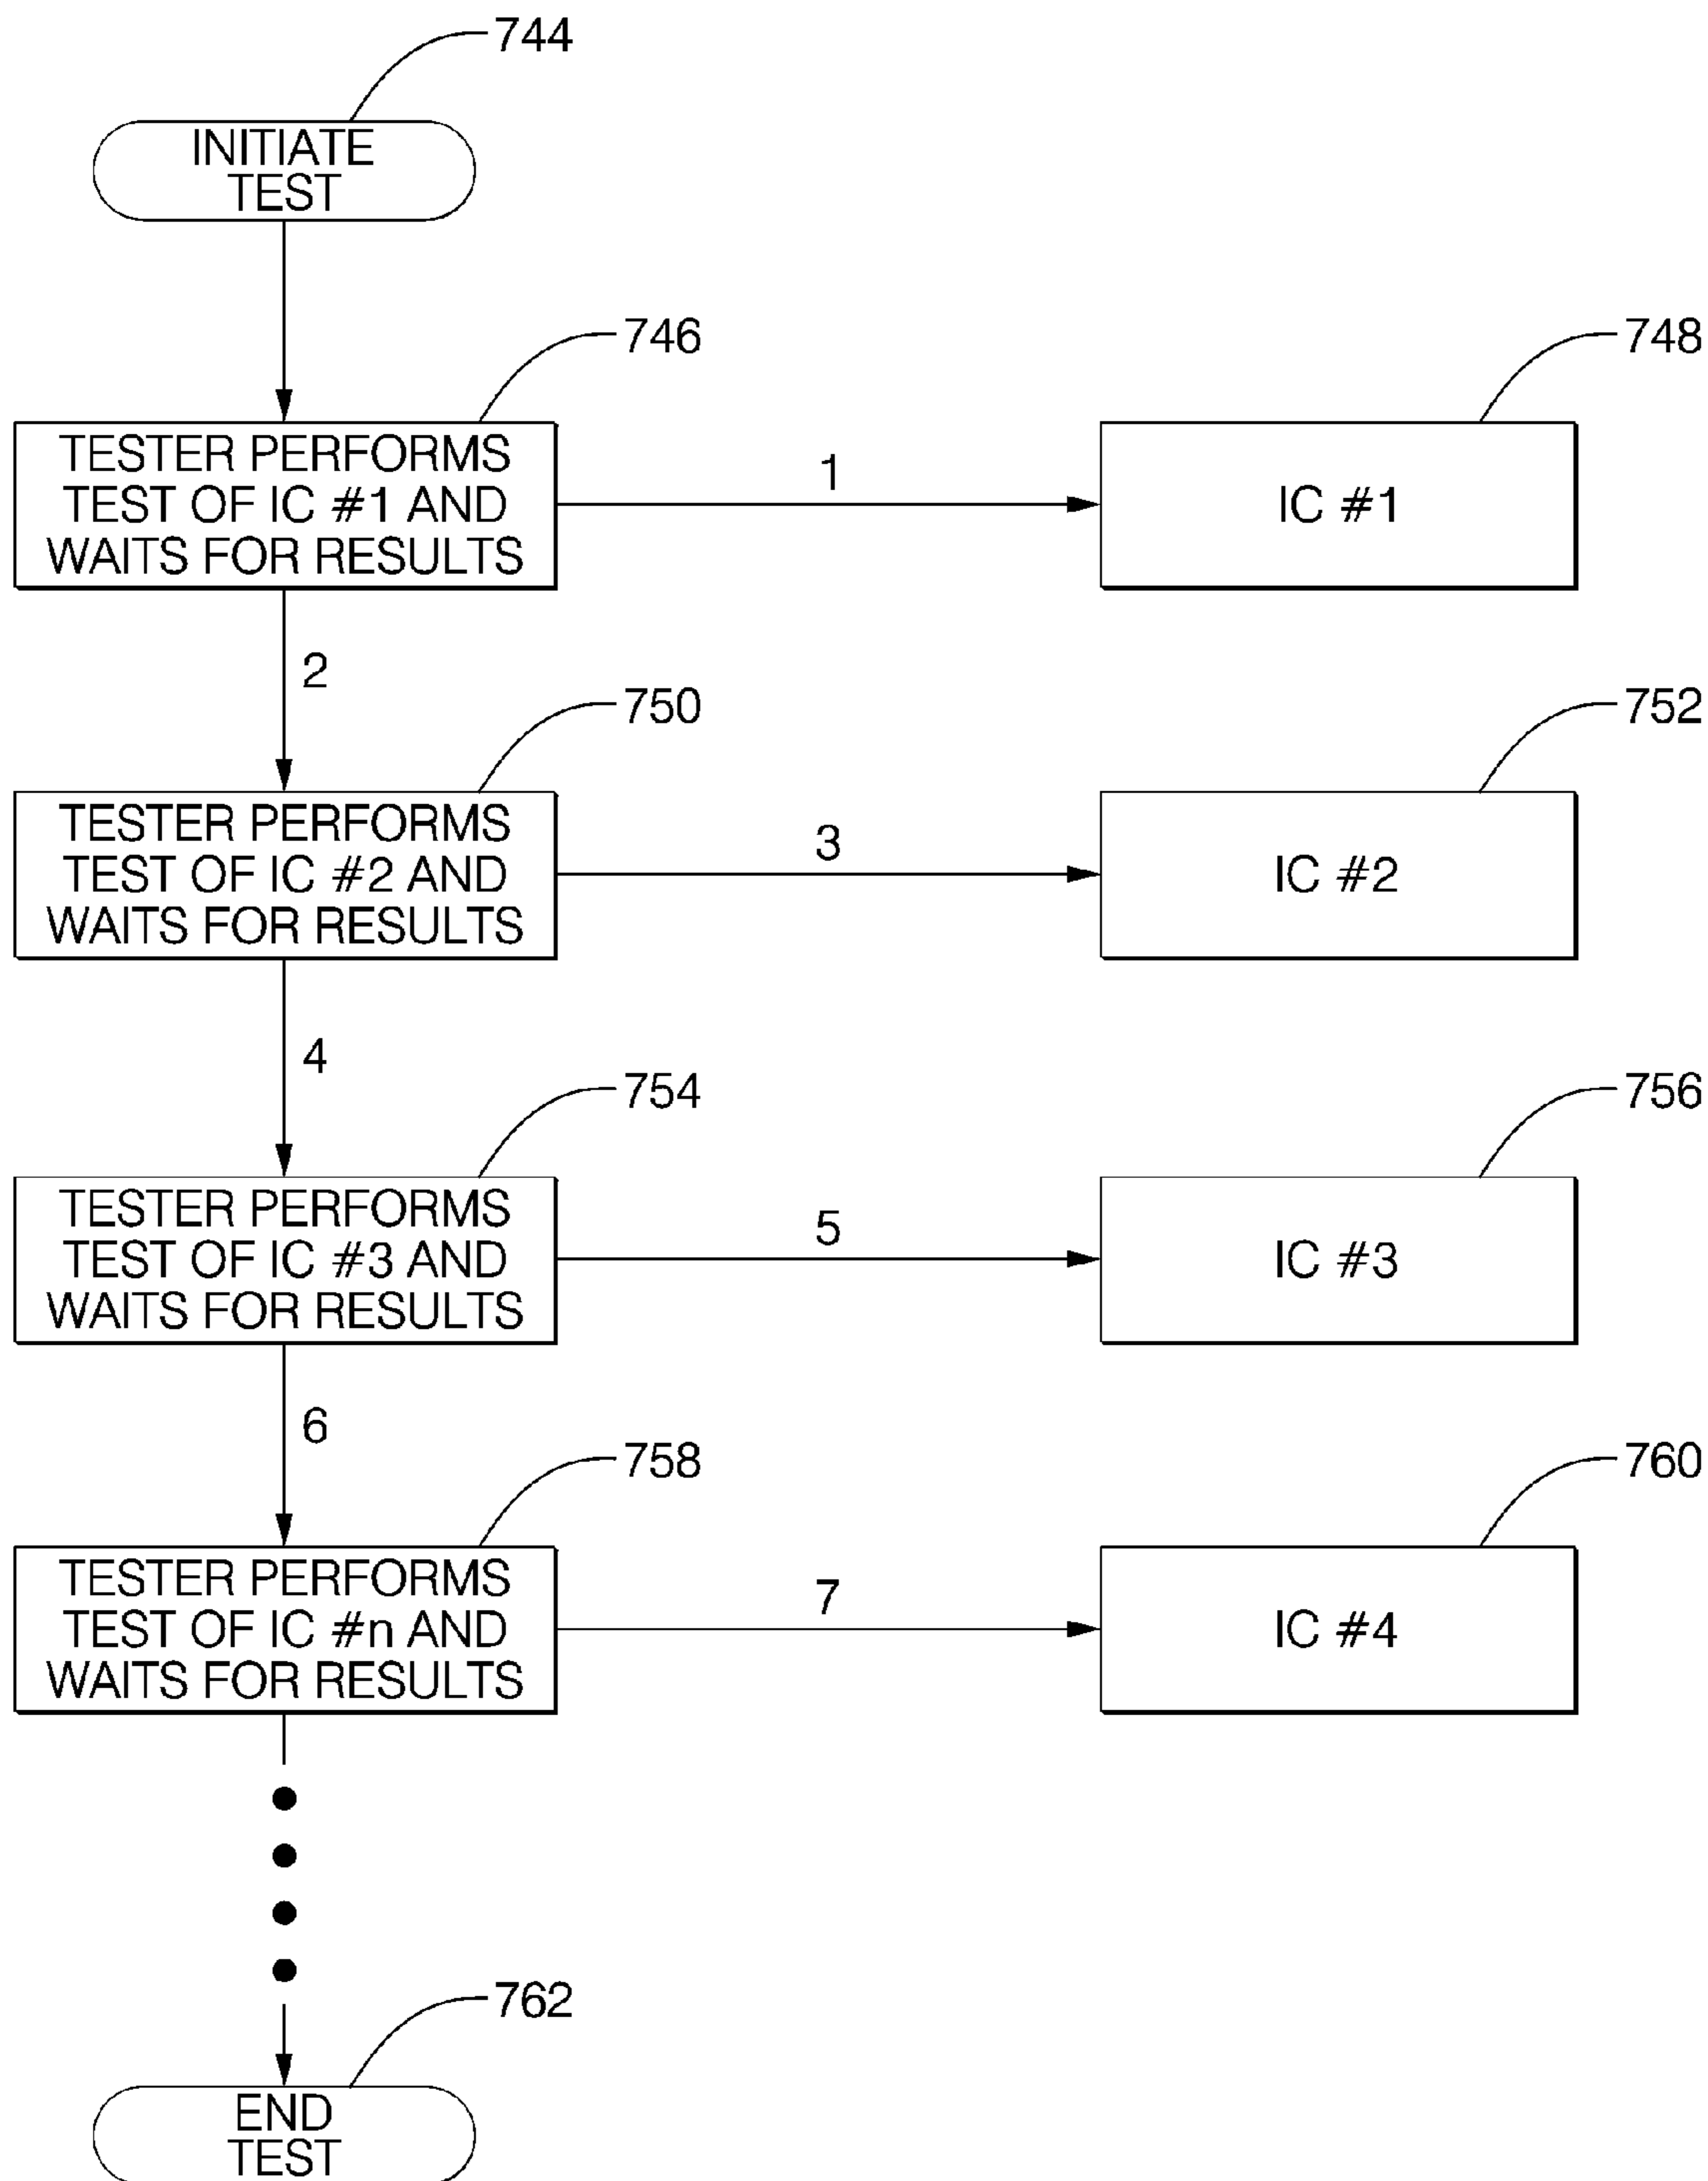 744
INITIATE
TEST
746
748
TESTER PERFORMS
TEST OF IC #1 AND
WAITS FOR RESULTS
1
IC #1
2
750
752
TESTER PERFORMS
TEST OF IC #2 AND
WAITS FOR RESULTS
3
IC #2
4
754
756
TESTER PERFORMS
TEST OF IC #3 AND
WAITS FOR RESULTS
5
IC #3
6
758
760
TESTER PERFORMS
TEST OF IC #n AND
WAITS FOR RESULTS
7
IC #4
762
END
TEST